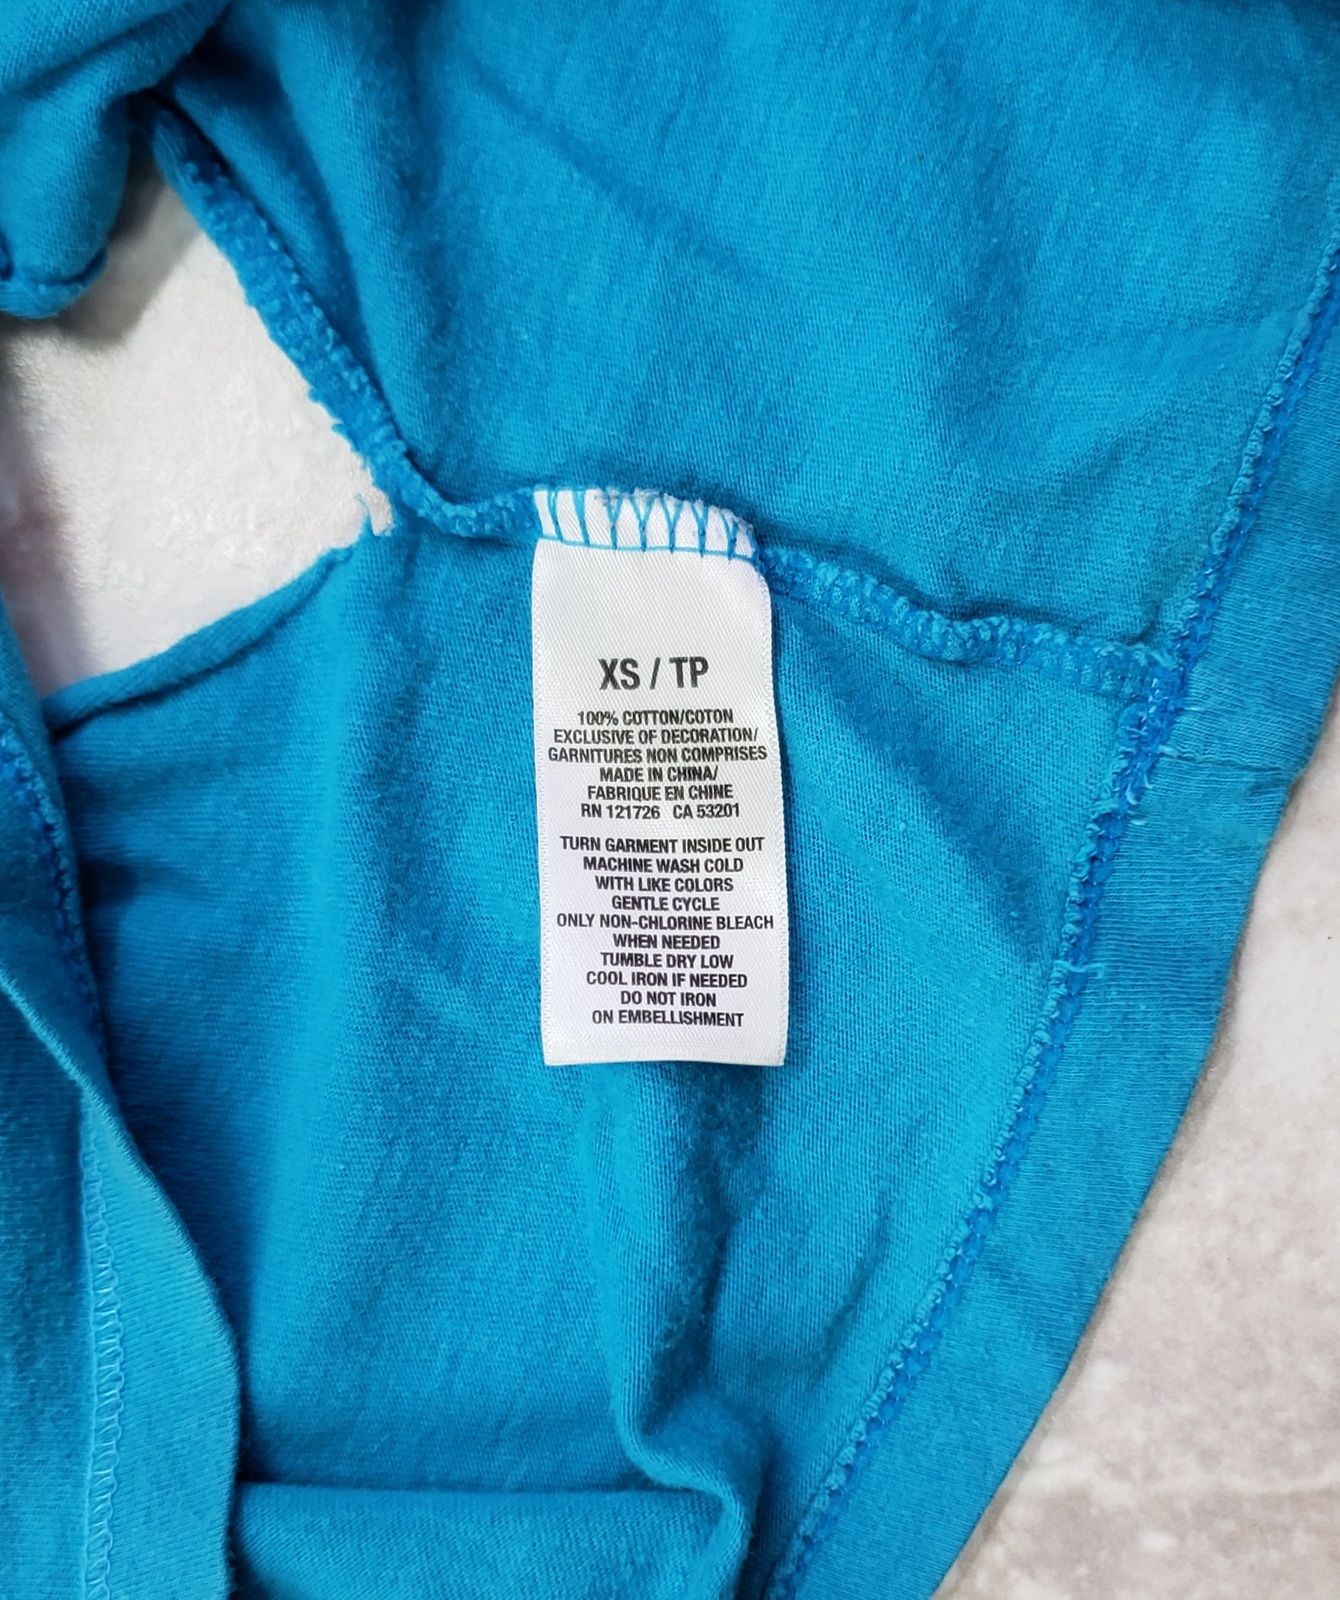 XS / TP
100% COTTON/COTON
EXCLUSIVE OF DECORATION/
GARNITURES NON COMPRISES
MADE IN CHINA/
FABRIQUE EN CHINE
RN 121726 CA 53201
TURN GARMENT INSIDE OUT
MACHINE WASH COLD
WITH LIKE COLORS
GENTLE CYCLE
ONLY NON-CHLORINE BLEACH
WHEN NEEDED
TUMBLE DRY LOW
COOL IRON IF NEEDED
DO NOT IRON
ON EMBELLISHMENT